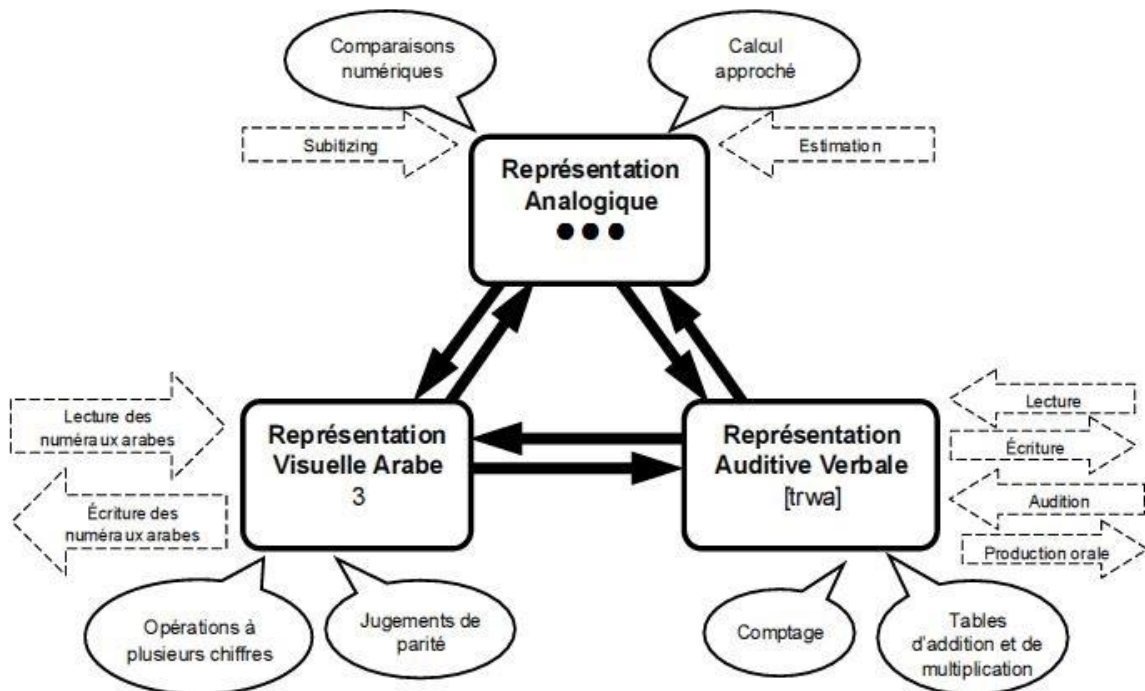 Comparaisons
numériques
Calcul
approché
Subitizing
Estimation
Représentation
Analogique
Lecture des
numéraux arabes
Écriture des
numéraux arabes
Représentation
Visuelle Arabe
3
Représentation
Auditive Verbale
[trwa]
Lecture
Écriture
Audition
Production orale
Opérations à
plusieurs chiffres
Jugements de
parité
Comptage
Tables
d'addition et de
multiplication